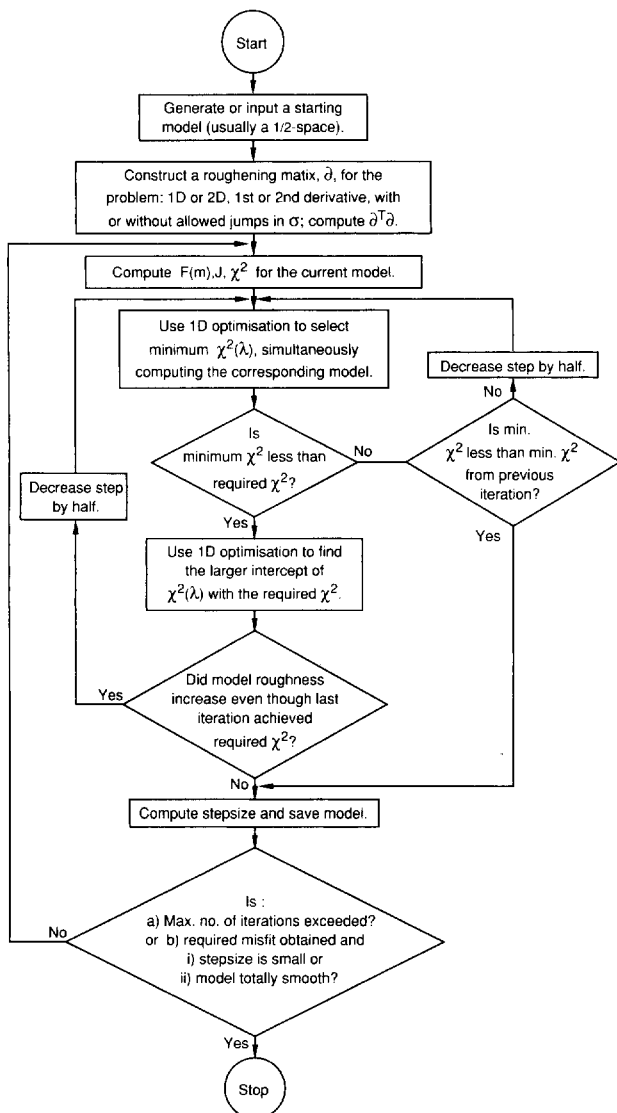 Start
Generate or input a starting
model (usually a 1/2-space).
Construct a roughening matix, ∂, for the
problem: 1D or 2D, 1st or 2nd derivative, with
or without allowed jumps in σ; compute ∂ᵀ∂.
Compute F(m),J, χ² for the current model.
Use 1D optimisation to select
minimum χ²(λ), simultaneously
computing the corresponding model.
Decrease step by half.
No
Is
minimum χ² less than
required χ²?
No
Is min.
χ² less than min. χ²
from previous
iteration?
Decrease step
by half.
Yes
Yes
Use 1D optimisation to find
the larger intercept of
χ²(λ) with the required χ².
Did model roughness
increase even though last
iteration achieved
required χ²?
Yes
No
Compute stepsize and save model.
Is :
a) Max. no. of iterations exceeded?
or b) required misfit obtained and
i) stepsize is small or
ii) model totally smooth?
No
Yes
Stop